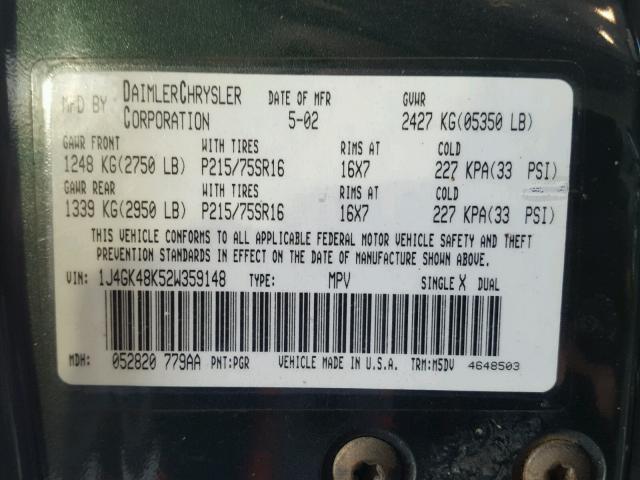 MFD BY DAIMLERCHRYSLER CORPORATION DATE OF MFR 5-02 GVWR 2427 KG(05350 LB)
GAWR FRONT WITH TIRES RIMS AT COLD
1248 KG(2750 LB) P215/75SR16 16X7 227 KPA(33 PSI)
GAWR REAR WITH TIRES RIMS AT COLD
1339 KG(2950 LB) P215/75SR16 16X7 227 KPA(33 PSI)
THIS VEHICLE CONFORMS TO ALL APPLICABLE FEDERAL MOTOR VEHICLE SAFETY AND THEFT
PREVENTION STANDARDS IN EFFECT ON THE DATE OF MANUFACTURE SHOWN ABOVE.
VIN: 1J4GK48K52W359148 TYPE: MPV SINGLE X DUAL
MDH: 052820 779AA PNT:PGR VEHICLE MADE IN U.S.A. TRM:M5DV 4648503